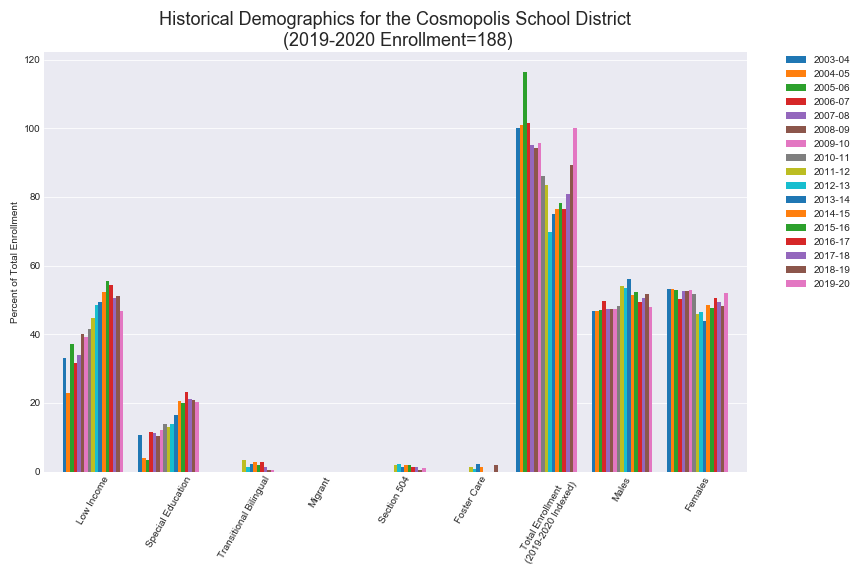 Historical Demographics for the Cosmopolis School District
(2019-2020 Enrollment=188)
Percent of Total Enrollment
120
100
80
60
40
20
0
Low Income
Special Education
Transitional Bilingual
Migrant
Section 504
Foster Care
Total Enrollment
(2019-2020 Indexed)
Males
Females
2003-04
2004-05
2005-06
2006-07
2007-08
2008-09
2009-10
2010-11
2011-12
2012-13
2013-14
2014-15
2015-16
2016-17
2017-18
2018-19
2019-20